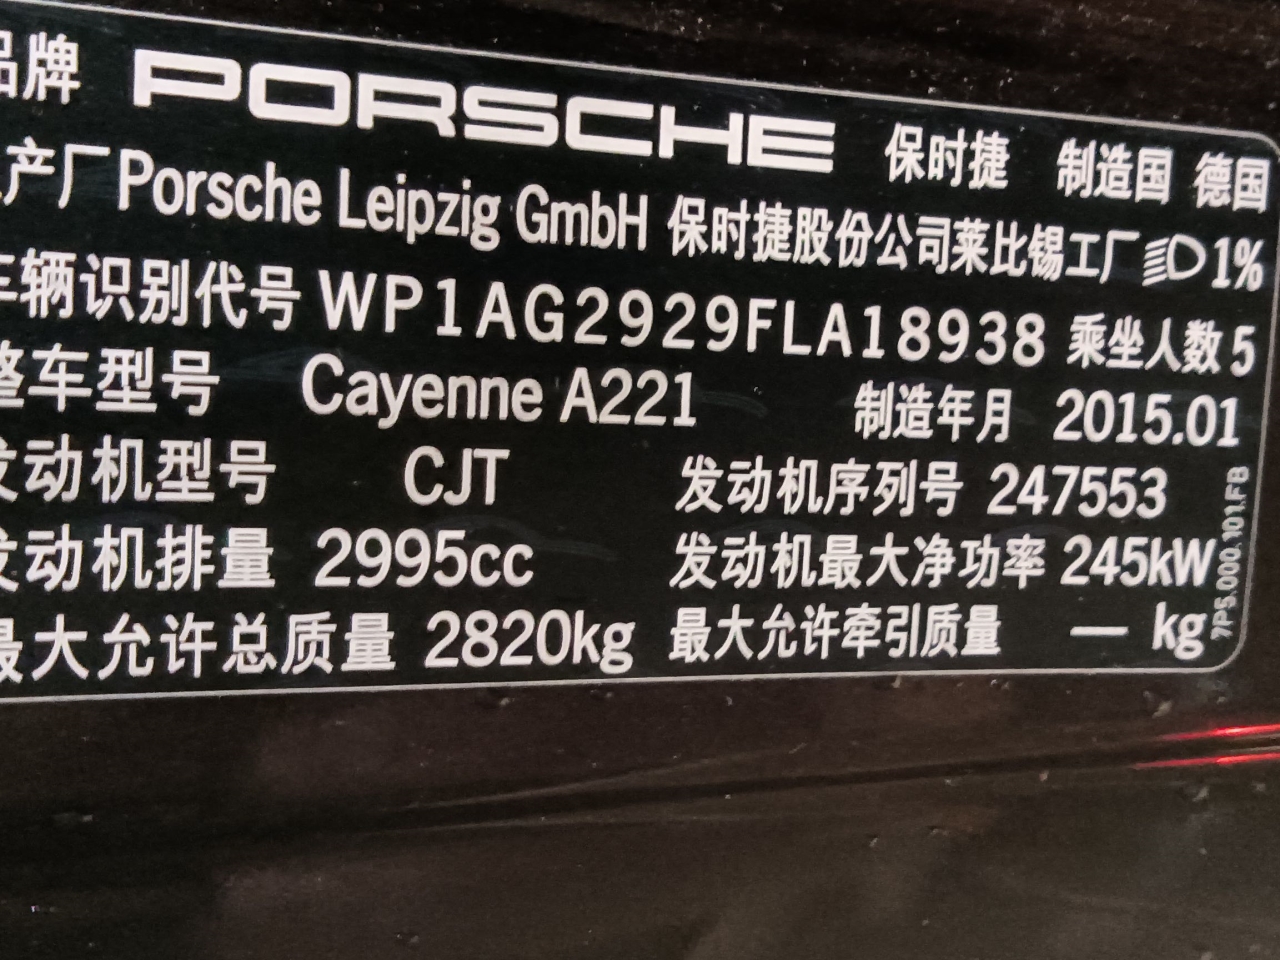 品牌 PORSCHE 保时捷 制造国 德国
产厂 Porsche Leipzig GmbH 保时捷股份公司莱比锡工厂 1%
车辆识别代号 WP1AG2929FLA18938 乘坐人数 5
整车型号 Cayenne A221 制造年月 2015.01
发动机型号 CJT 发动机序列号 247553
发动机排量 2995cc 发动机最大净功率 245kW
最大允许总质量 2820kg 最大允许牵引质量 — kg
7P5.000.101.FB